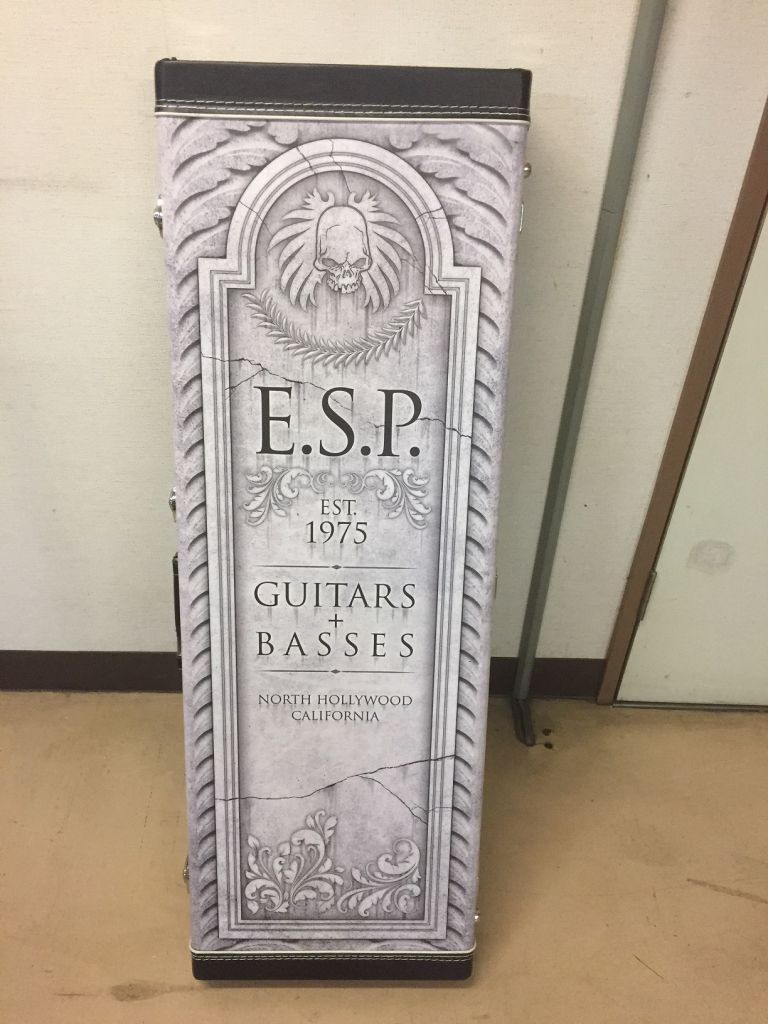 E.S.P.
EST.
1975
GUITARS
+
BASSES
NORTH HOLLYWOOD
CALIFORNIA